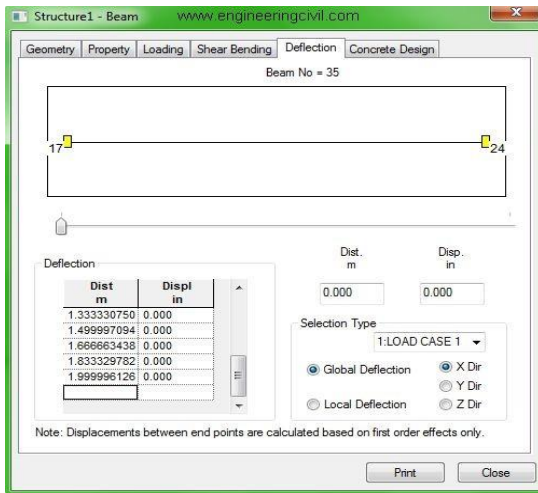 Structure1 - Beam
www.engineeringcivil.com
Geometry Property Loading Shear Bending Deflection Concrete Design
Beam No = 35
17
24
Deflection
Dist m Displ in
1.333330750 0.000
1.499997094 0.000
1.666663438 0.000
1.833329782 0.000
1.999996126 0.000
Dist. m Disp. in
0.000 0.000
Selection Type
1:LOAD CASE 1
Global Deflection X Dir
Y Dir
Local Deflection Z Dir
Note: Displacements between end points are calculated based on first order effects only.
Print Close